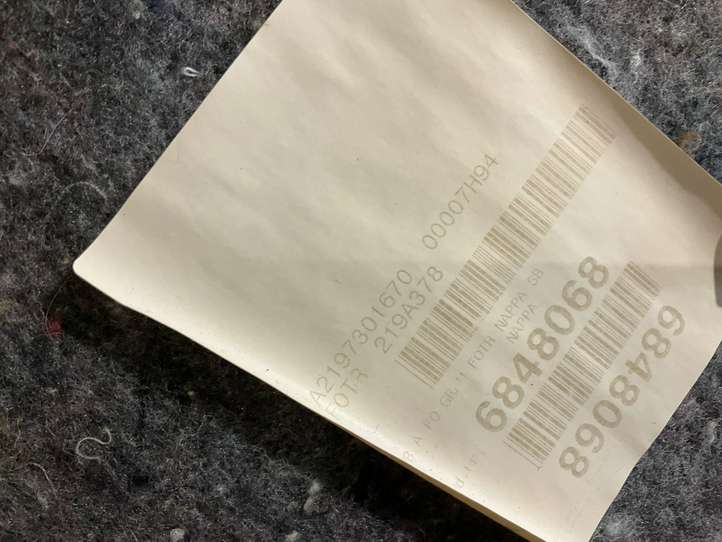 A2197301670 00007H94
FOTR 219A378
FOTR NAPPA SB
NAPPA
6848068
6848068